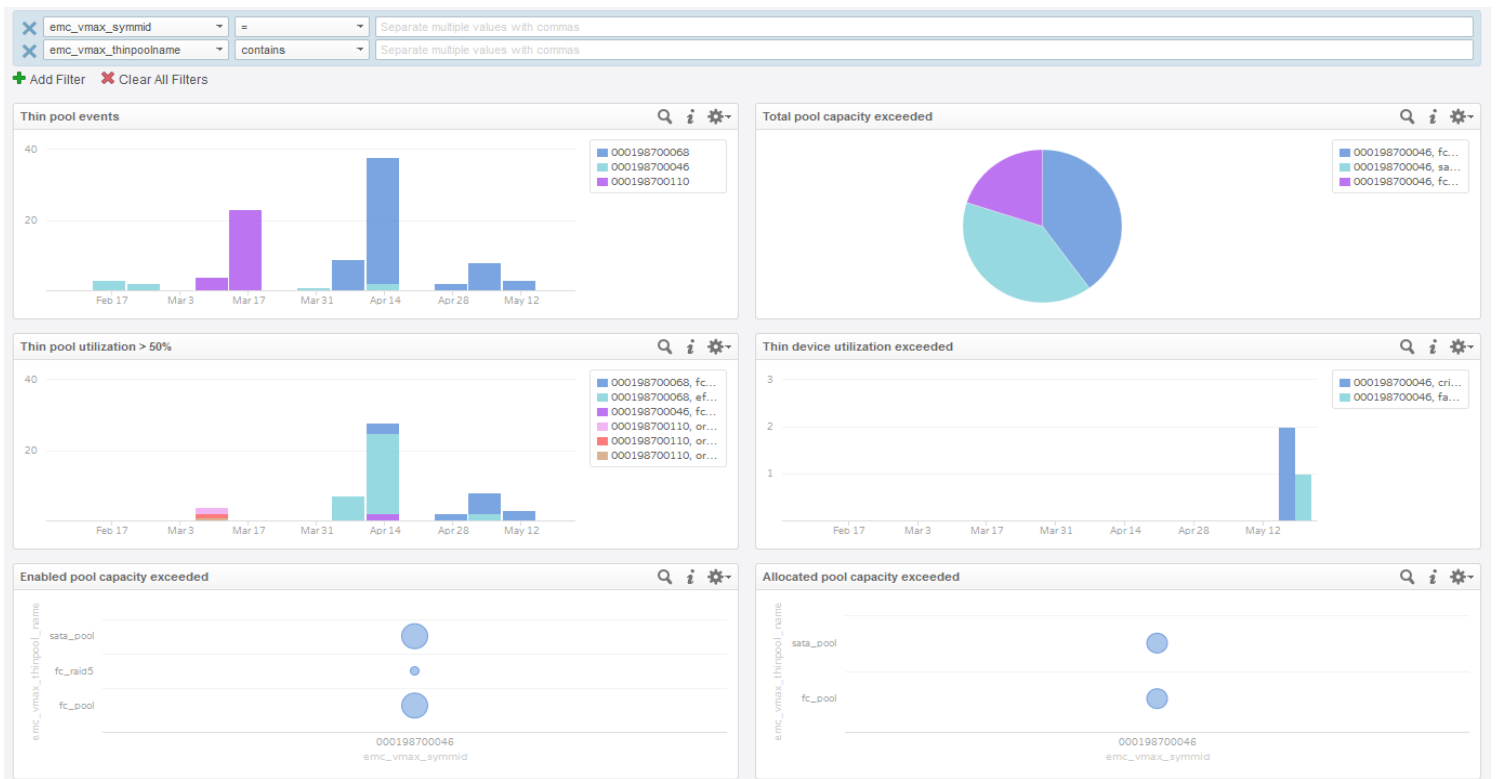 emc_vmax_symmid = Separate multiple values with commas
emc_vmax_thinpoolname contains Separate multiple values with commas
Add Filter Clear All Filters
Thin pool events
40
20
Feb 17 Mar 3 Mar 17 Mar 31 Apr 14 Apr 28 May 12
000198700068
000198700046
000198700110
Total pool capacity exceeded
000198700046, fc...
000198700046, sa...
000198700046, fc...
Thin pool utilization > 50%
40
20
Feb 17 Mar 3 Mar 17 Mar 31 Apr 14 Apr 28 May 12
000198700068, fc...
000198700068, ef...
000198700046, fc...
000198700110, or...
000198700110, or...
000198700110, or...
Thin device utilization exceeded
3
2
1
Feb 17 Mar 3 Mar 17 Mar 31 Apr 14 Apr 28 May 12
000198700046, cri...
000198700046, fa...
Enabled pool capacity exceeded
emc_vmax_thinpool_name
sata_pool
fc_raid5
fc_pool
000198700046
emc_vmax_symmid
Allocated pool capacity exceeded
emc_vmax_thinpool_name
sata_pool
fc_pool
000198700046
emc_vmax_symmid